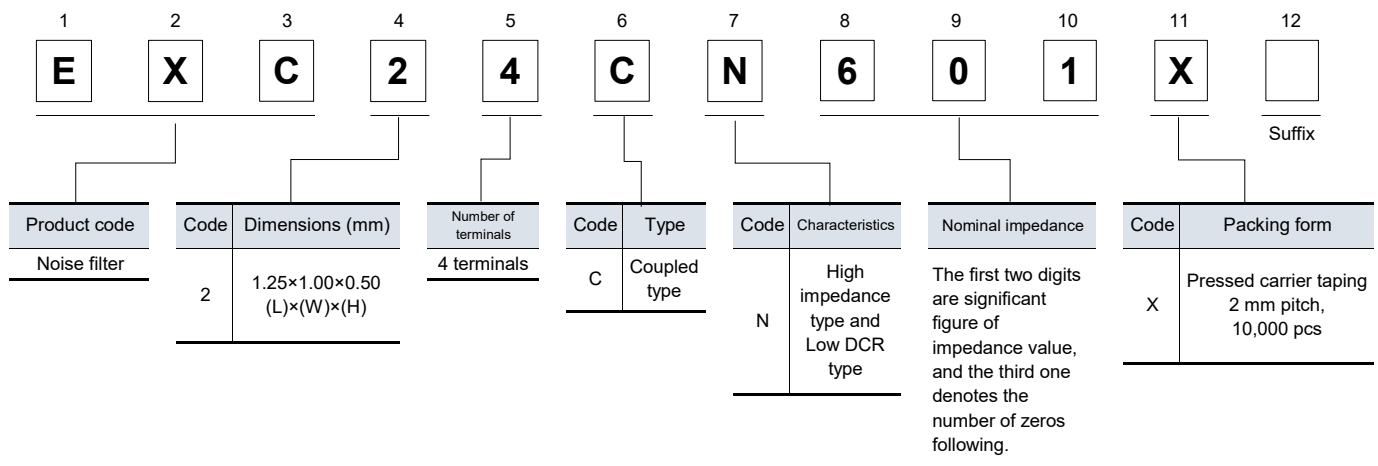 1 2 3 4 5 6 7 8 9 10 11 12
E X C 2 4 C N 6 0 1 X
Suffix
Product code
Noise filter
Code Dimensions (mm)
2 1.25×1.00×0.50
(L)×(W)×(H)
Number of
terminals
4 terminals
Code Type
C Coupled
type
Code Characteristics
N High
impedance
type and
Low DCR
type
Nominal impedance
The first two digits
are significant
figure of
impedance value,
and the third one
denotes the
number of zeros
following.
Code Packing form
X Pressed carrier taping
2 mm pitch,
10,000 pcs